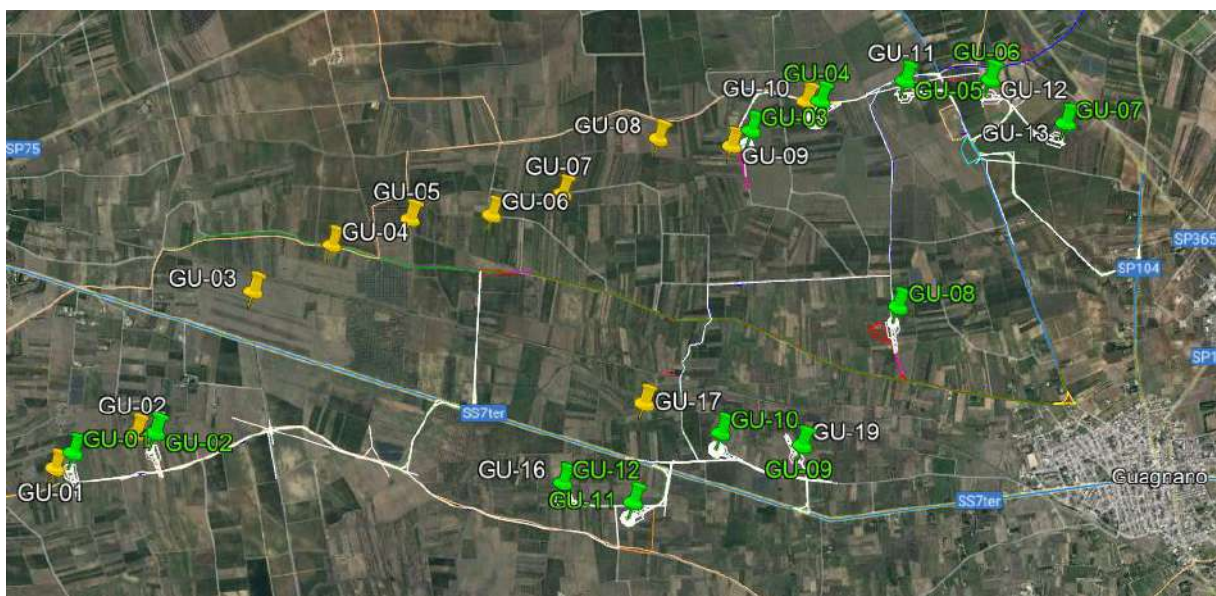 GU-11
GU-06
GU-04
GU-10
GU-05
GU-12
GU-07
GU-03
GU-08
GU-13
SP75
GU-09
GU-07
GU-05
GU-06
GU-04
SP365
SP104
GU-03
GU-08
SP1
GU-02
GU-17
SS7ter
GU-10
GU-19
GU-01
GU-02
GU-16
GU-12
GU-09
GU-01
GU-11
SS7ter
Guagnano